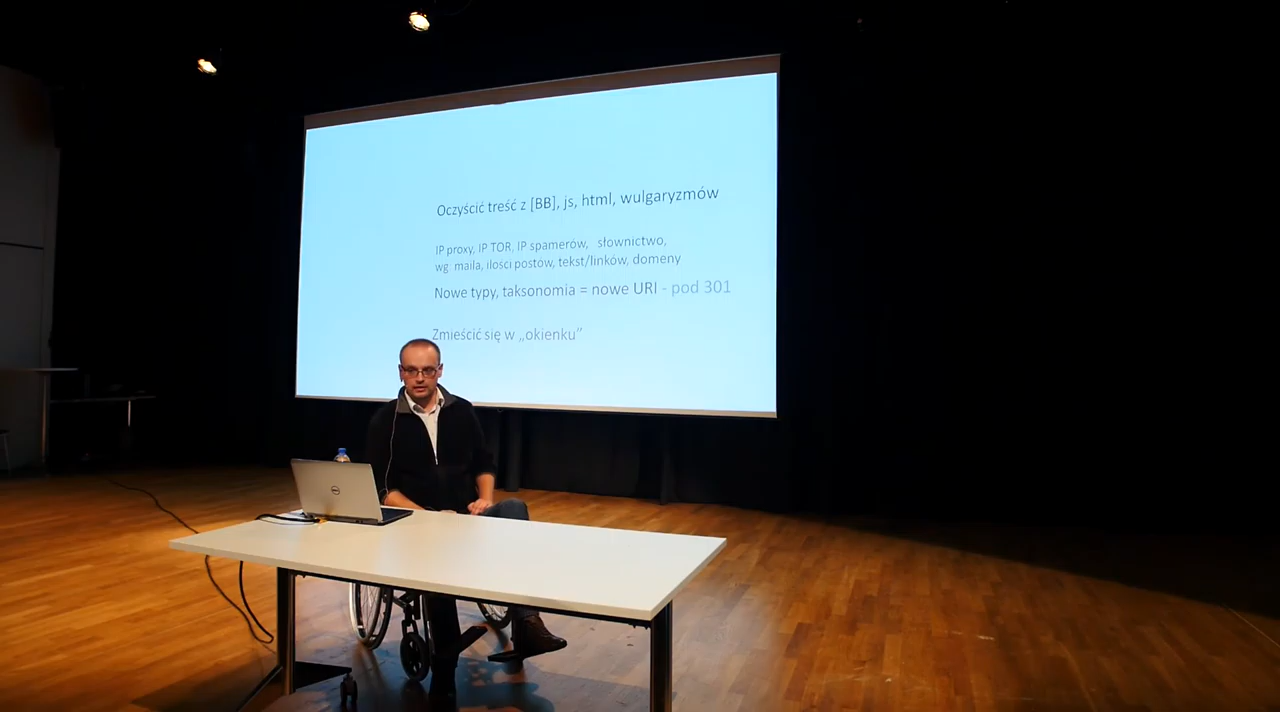 Oczyścić treść z [BB], js, html, wulgaryzmów
IP proxy, IP TOR, IP spamerów, słownictwo,
wg maila, ilości postów, tekst/linków, domeny
Nowe typy, taksonomia = nowe URI - pod 301
Zmieścić się w „okienku”
DELL